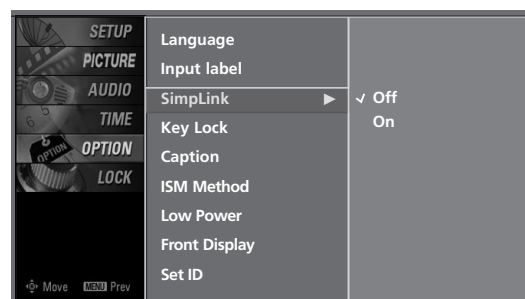 SETUP
PICTURE
AUDIO
TIME
OPTION
LOCK
Move MENU Prev
Language
Input label
SimpLink
Key Lock
Caption
ISM Method
Low Power
Front Display
Set ID
Off
On